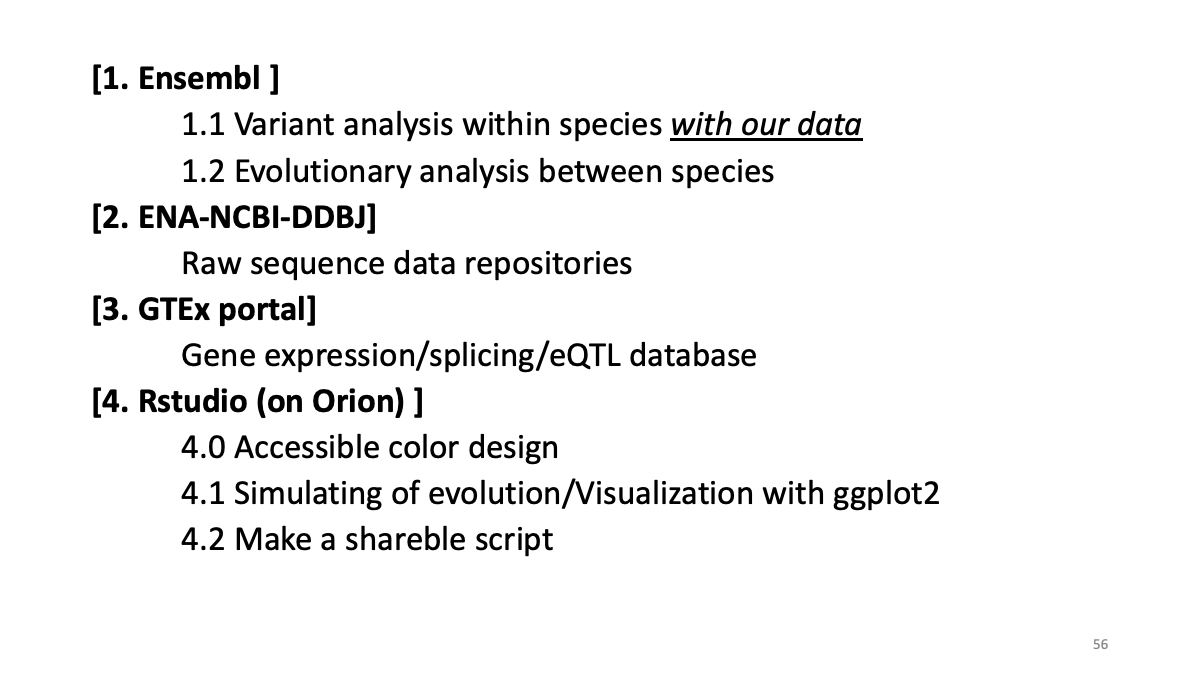 [1. Ensembl ]
1.1 Variant analysis within species with our data
1.2 Evolutionary analysis between species
[2. ENA-NCBI-DDBJ]
Raw sequence data repositories
[3. GTEx portal]
Gene expression/splicing/eQTL database
[4. Rstudio (on Orion) ]
4.0 Accessible color design
4.1 Simulating of evolution/Visualization with ggplot2
4.2 Make a shareble script
56